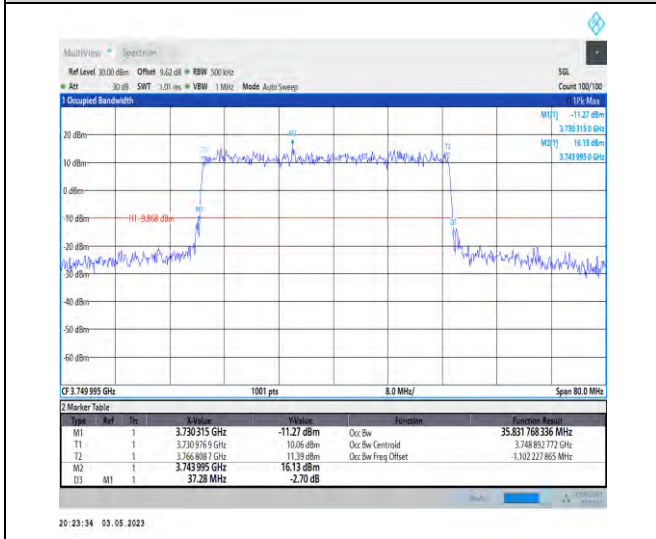 MultiView Spectrum
Ref Level 30.00 dBm Offset 9.62 dB RBW 500 kHz SGL
Att 30 dB SWT 1.01 ms VBW 1 MHz Mode Auto Sweep Count 100/100
1 Occupied Bandwidth 1Pk Max
M1[1] -11.27 dBm
3.730 315 0 GHz
M2[1] 16.13 dBm
3.743 995 0 GHz
20 dBm
M2
T1
T2
10 dBm
0 dBm
M1
-10 dBm H1 -9.868 dBm
D3
-20 dBm
-30 dBm
-40 dBm
-50 dBm
-60 dBm
CF 3.749 995 GHz 1001 pts 8.0 MHz/ Span 80.0 MHz
2 Marker Table
Type Ref Trc X-Value Y-Value Function Function Result
M1 1 3.730 315 GHz -11.27 dBm Occ Bw 35.831 768 336 MHz
T1 1 3.730 976 9 GHz 10.06 dBm Occ Bw Centroid 3.748 892 772 GHz
T2 1 3.766 808 7 GHz 11.39 dBm Occ Bw Freq Offset -1.102 227 865 MHz
M2 1 3.743 995 GHz 16.13 dBm
D3 M1 1 37.28 MHz -2.70 dB
20:23:34 03.05.2023